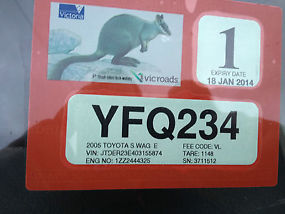 Victoria
1
EXPIRY DATE
18 JAN 2014
vicroads
YFQ234
2005 TOYOTA S WAG E
FEE CODE: VL
VIN: JTDER23E403155874
TARE: 1148
ENG NO: 1ZZ2444325
SN: 3711512